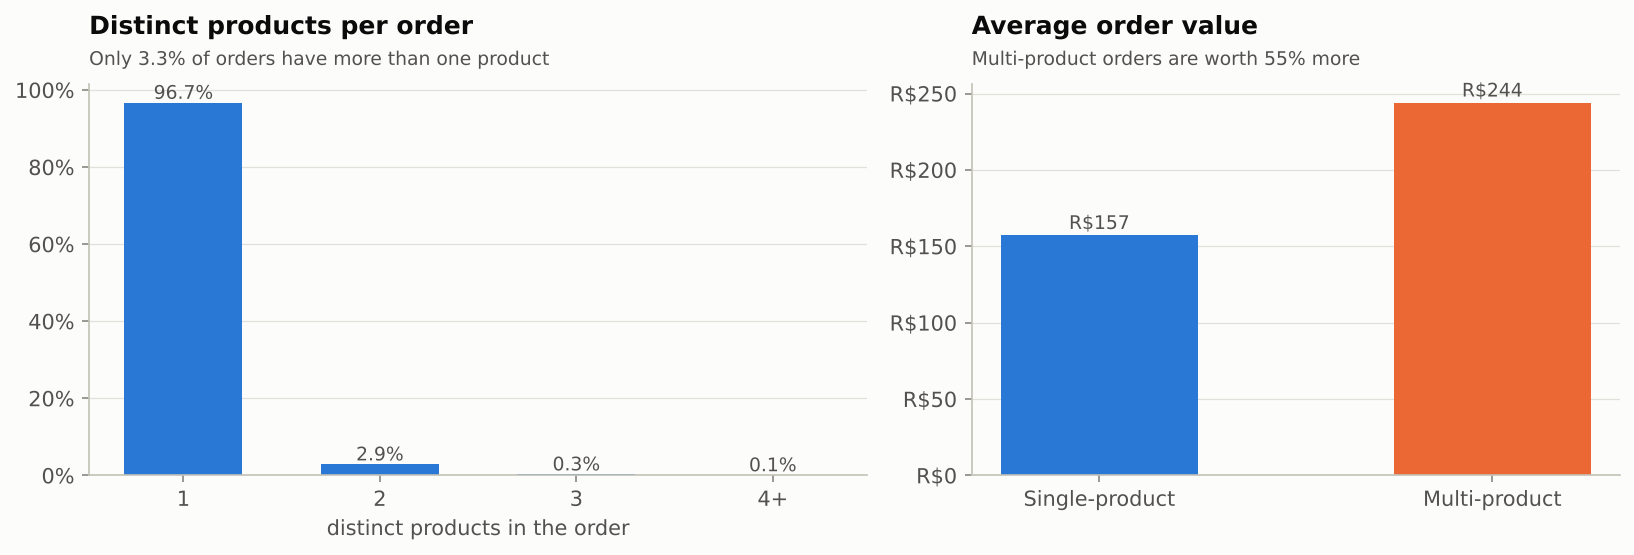 Distinct products per order
Only 3.3% of orders have more than one product
100%
80%
60%
40%
20%
0%
96.7%
2.9%
0.3%
0.1%
1
2
3
4+
distinct products in the order
Average order value
Multi-product orders are worth 55% more
R$250
R$200
R$150
R$100
R$50
R$0
R$157
R$244
Single-product
Multi-product